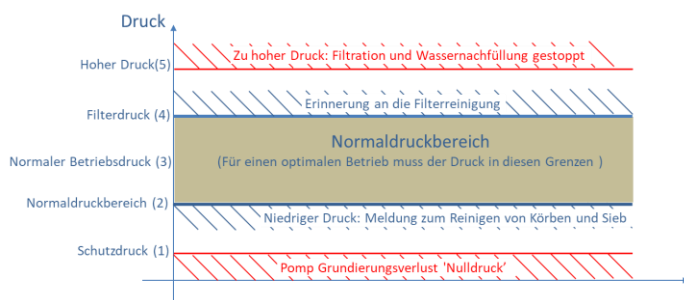 Druck
Zu hoher Druck: Filtration und Wassernachfüllung gestoppt
Hoher Druck(5)
Erinnerung an die Filterreinigung
Filterdruck (4)
Normaldruckbereich
Normaler Betriebsdruck (3)
(Für einen optimalen Betrieb muss der Druck in diesen Grenzen )
Normaldruckbereich (2)
Niedriger Druck: Meldung zum Reinigen von Körben und Sieb
Schutzdruck (1)
Pomp Grundierungsverlust 'Nulldruck’